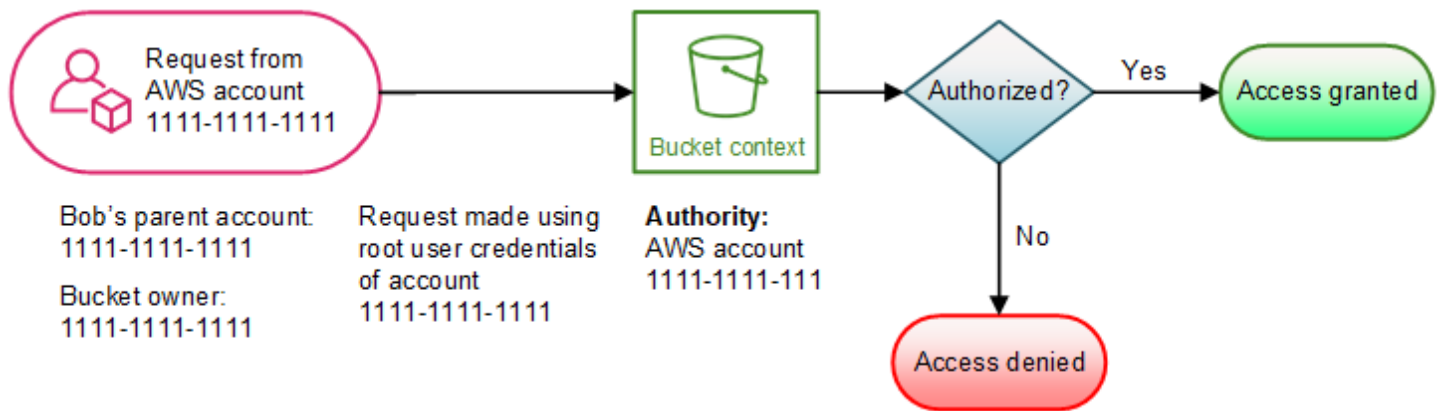 Request from
AWS account
1111-1111-1111
Bucket context
Authorized?
Yes
Access granted
No
Access denied
Bob's parent account:
1111-1111-1111
Bucket owner:
1111-1111-1111
Request made using
root user credentials
of account
1111-1111-1111
Authority:
AWS account
1111-1111-111